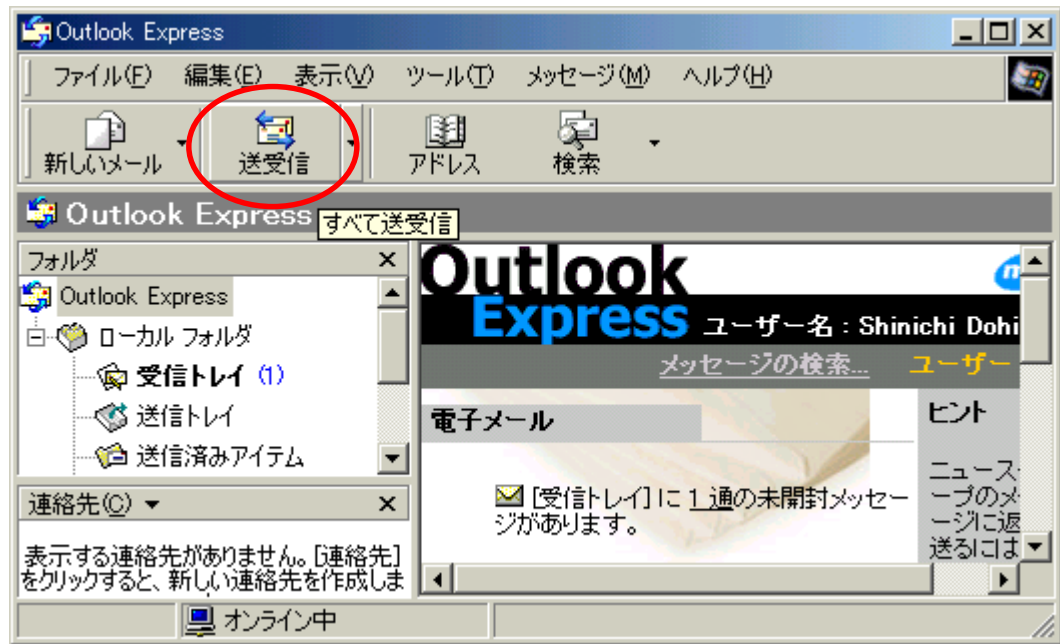 Outlook Express
ファイル(F) 編集(E) 表示(V) ツール(T) メッセージ(M) ヘルプ(H)
新しいメール 送受信 アドレス 検索
Outlook Express
すべて送受信
フォルダ
Outlook Express
ローカル フォルダ
受信トレイ (1)
送信トレイ
送信済みアイテム
連絡先(C)
表示する連絡先がありません。[連絡先]
をクリックすると、新しい連絡先を作成しま
Outlook
Express ユーザー名 : Shinichi Dohi
メッセージの検索... ユーザー
電子メール
[受信トレイ]に 1 通の未開封メッセー
ジがあります。
ヒント
ニュース
ープのメ
ージに返
送るには
オンライン中